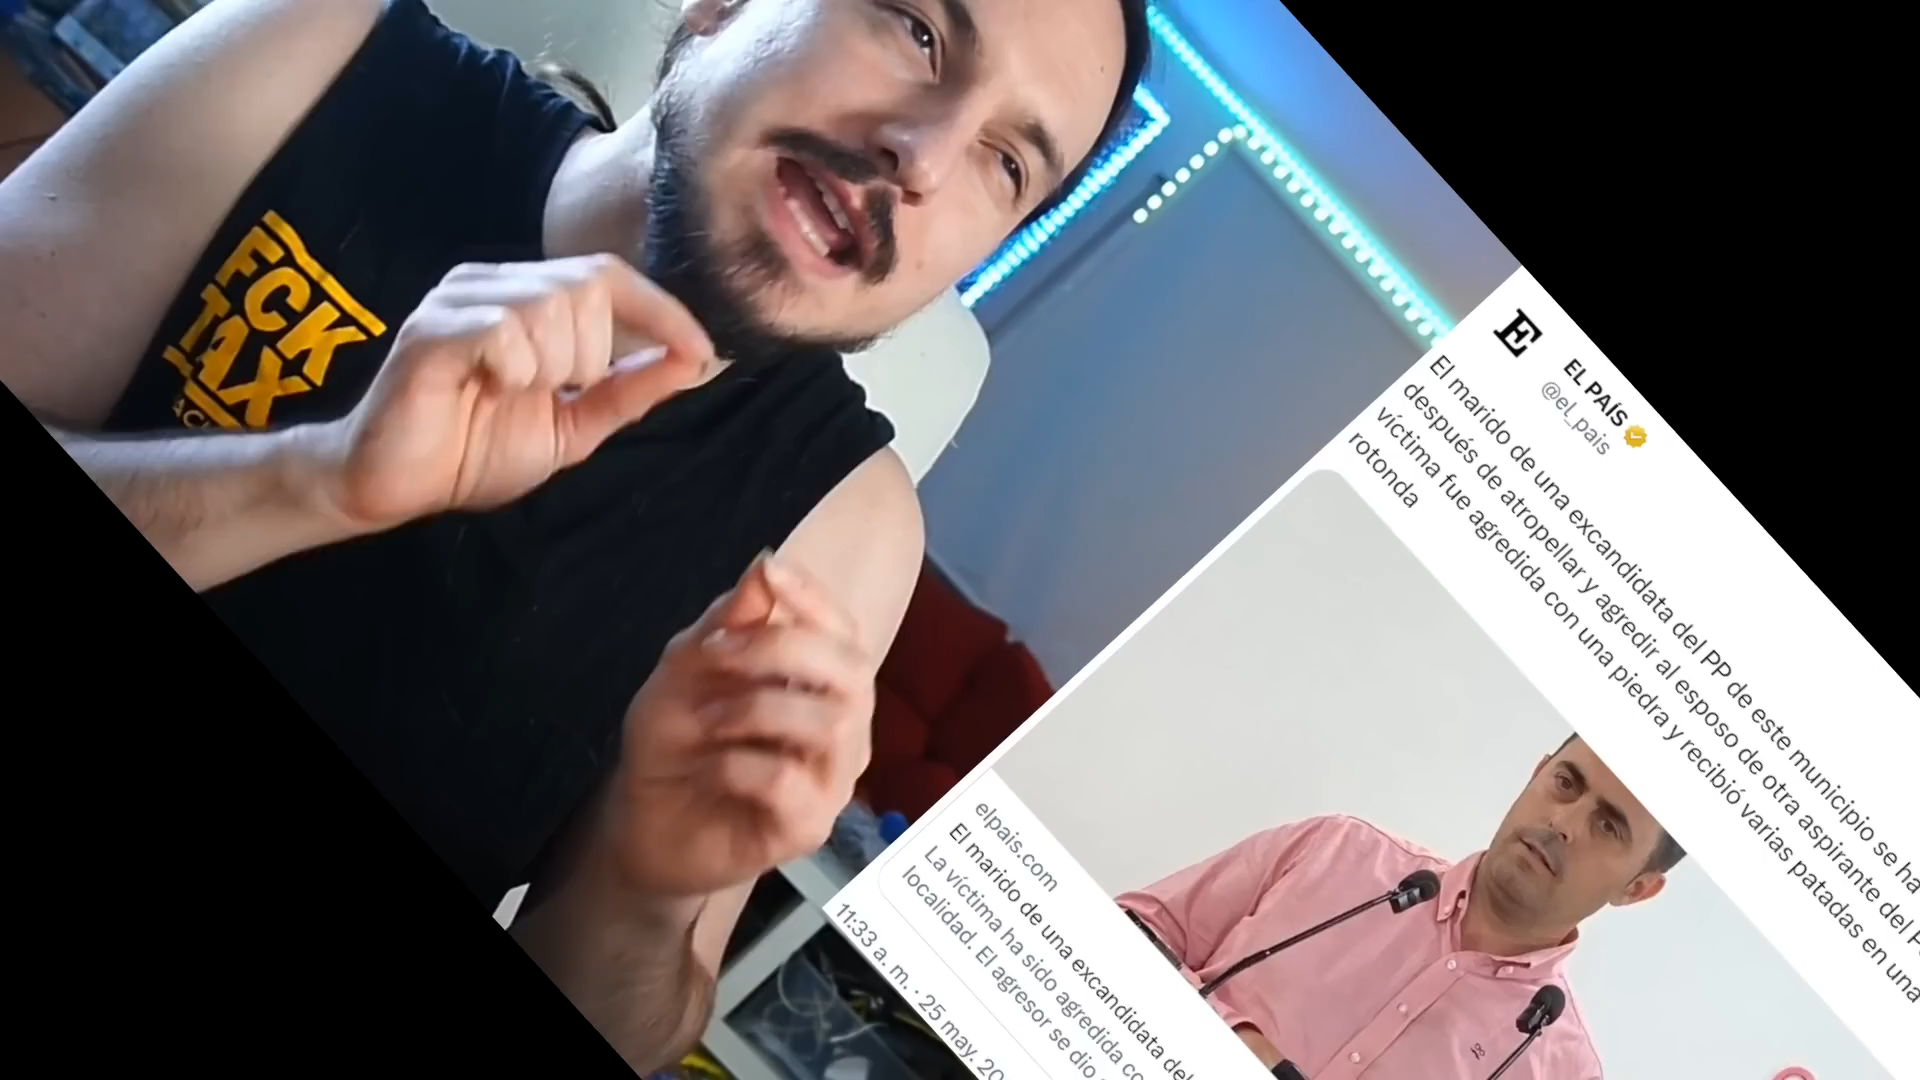 FCK
TAX
E
EL PAÍS
@el_pais
El marido de una excandidata del PP de este municipio se ha
después de atropellar y agredir al esposo de otra aspirante del
víctima fue agredida con una piedra y recibió varias patadas en una
rotonda
elpais.com
El marido de una excandidata del
La víctima ha sido agredida
localidad. El agresor se dio
11:33 a. m. · 25 may.